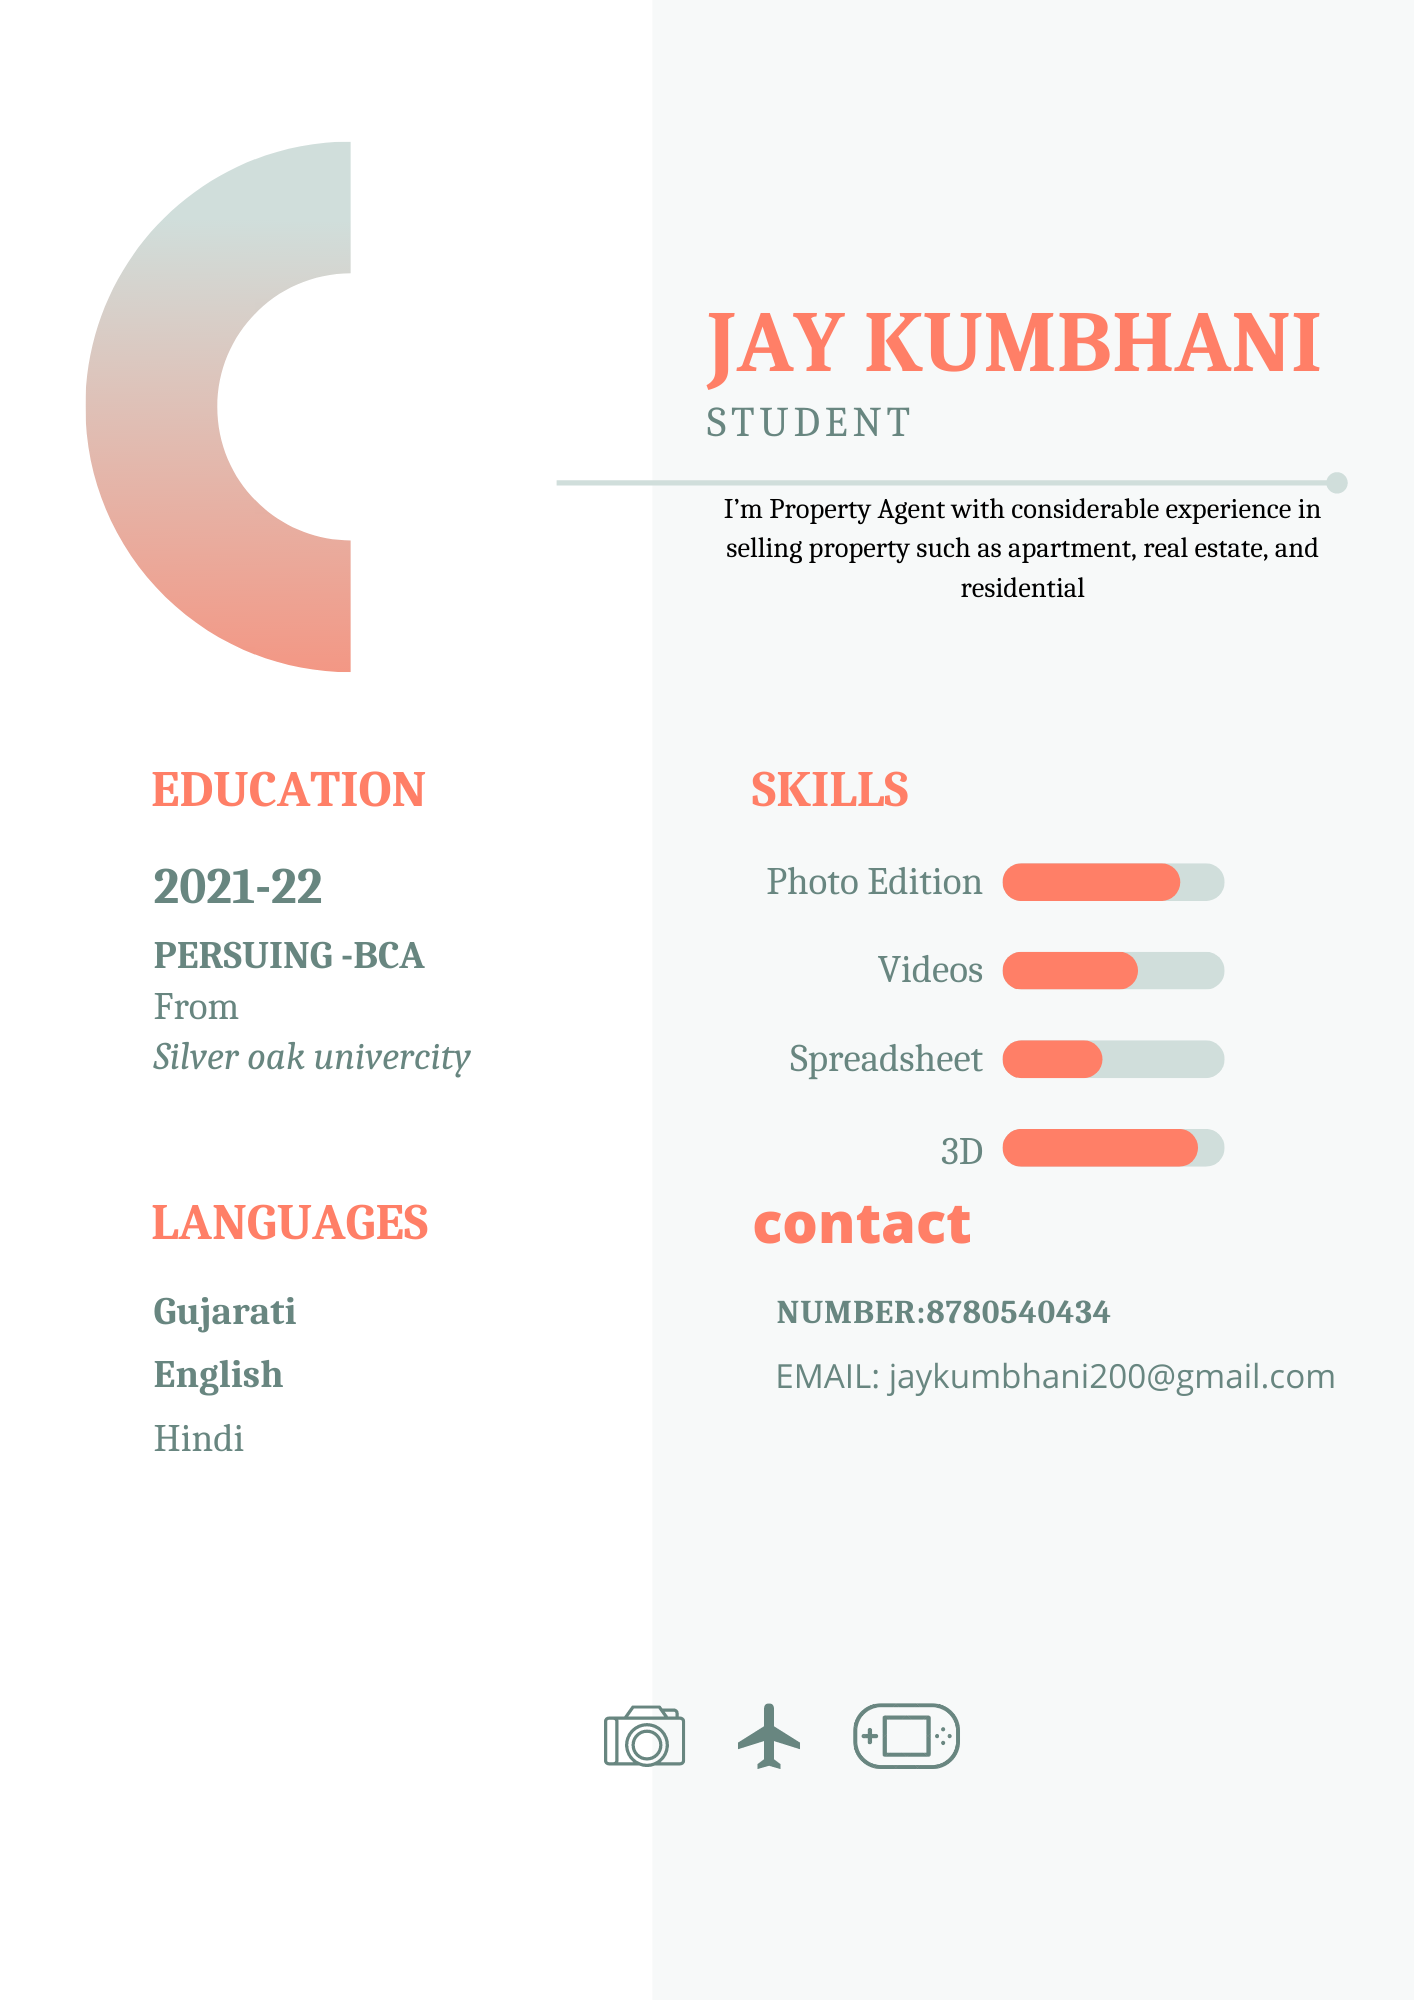 JAY KUMBHANI
STUDENT
I’m Property Agent with considerable experience in
selling property such as apartment, real estate, and
residential
EDUCATION
2021-22
PERSUING -BCA
From
Silver oak univercity
LANGUAGES
Gujarati
English
Hindi
SKILLS
Photo Edition
Videos
Spreadsheet
3D
contact
NUMBER:8780540434
EMAIL: jaykumbhani200@gmail.com